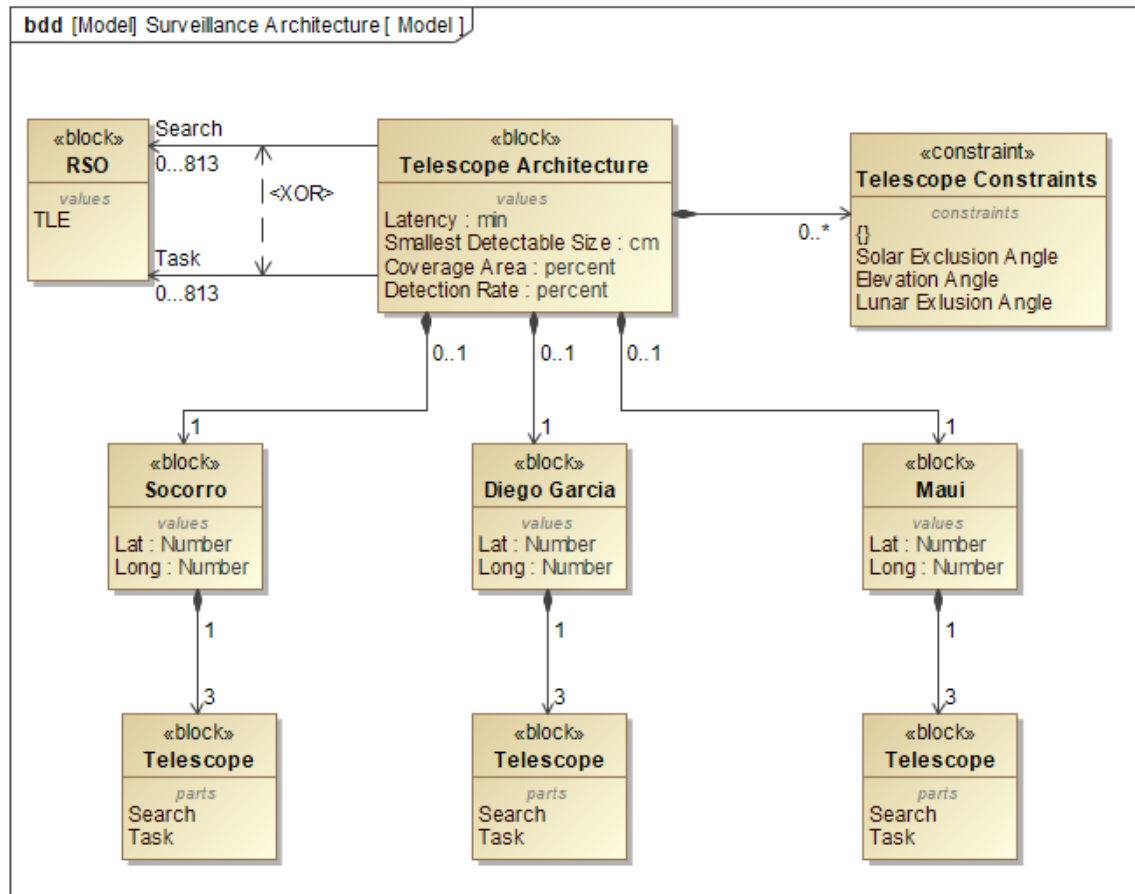 bdd [Model] Surveillance Architecture [ Model ]
«block»
RSO
values
TLE
Search
0...813
<XOR>
Task
0...813
«block»
Telescope Architecture
values
Latency : min
Smallest Detectable Size : cm
Coverage Area : percent
Detection Rate : percent
0..*
«constraint»
Telescope Constraints
constraints
{}
Solar Exclusion Angle
Elevation Angle
Lunar Exlusion Angle
0..1
0..1
0..1
1
1
1
«block»
Socorro
values
Lat : Number
Long : Number
«block»
Diego Garcia
values
Lat : Number
Long : Number
«block»
Maui
values
Lat : Number
Long : Number
1
1
1
3
3
3
«block»
Telescope
parts
Search
Task
«block»
Telescope
parts
Search
Task
«block»
Telescope
parts
Search
Task